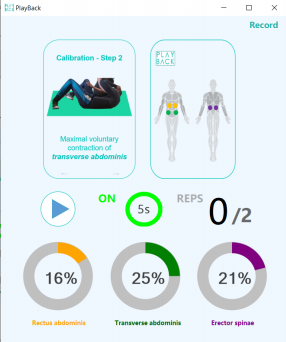 PlayBack
Record
Calibration - Step 2
PLAY
BACK
Maximal voluntary
contraction of
transverse abdominis
ON
5s
REPS
0/2
16%
25%
21%
Rectus abdominis
Transverse abdominis
Erector spinae